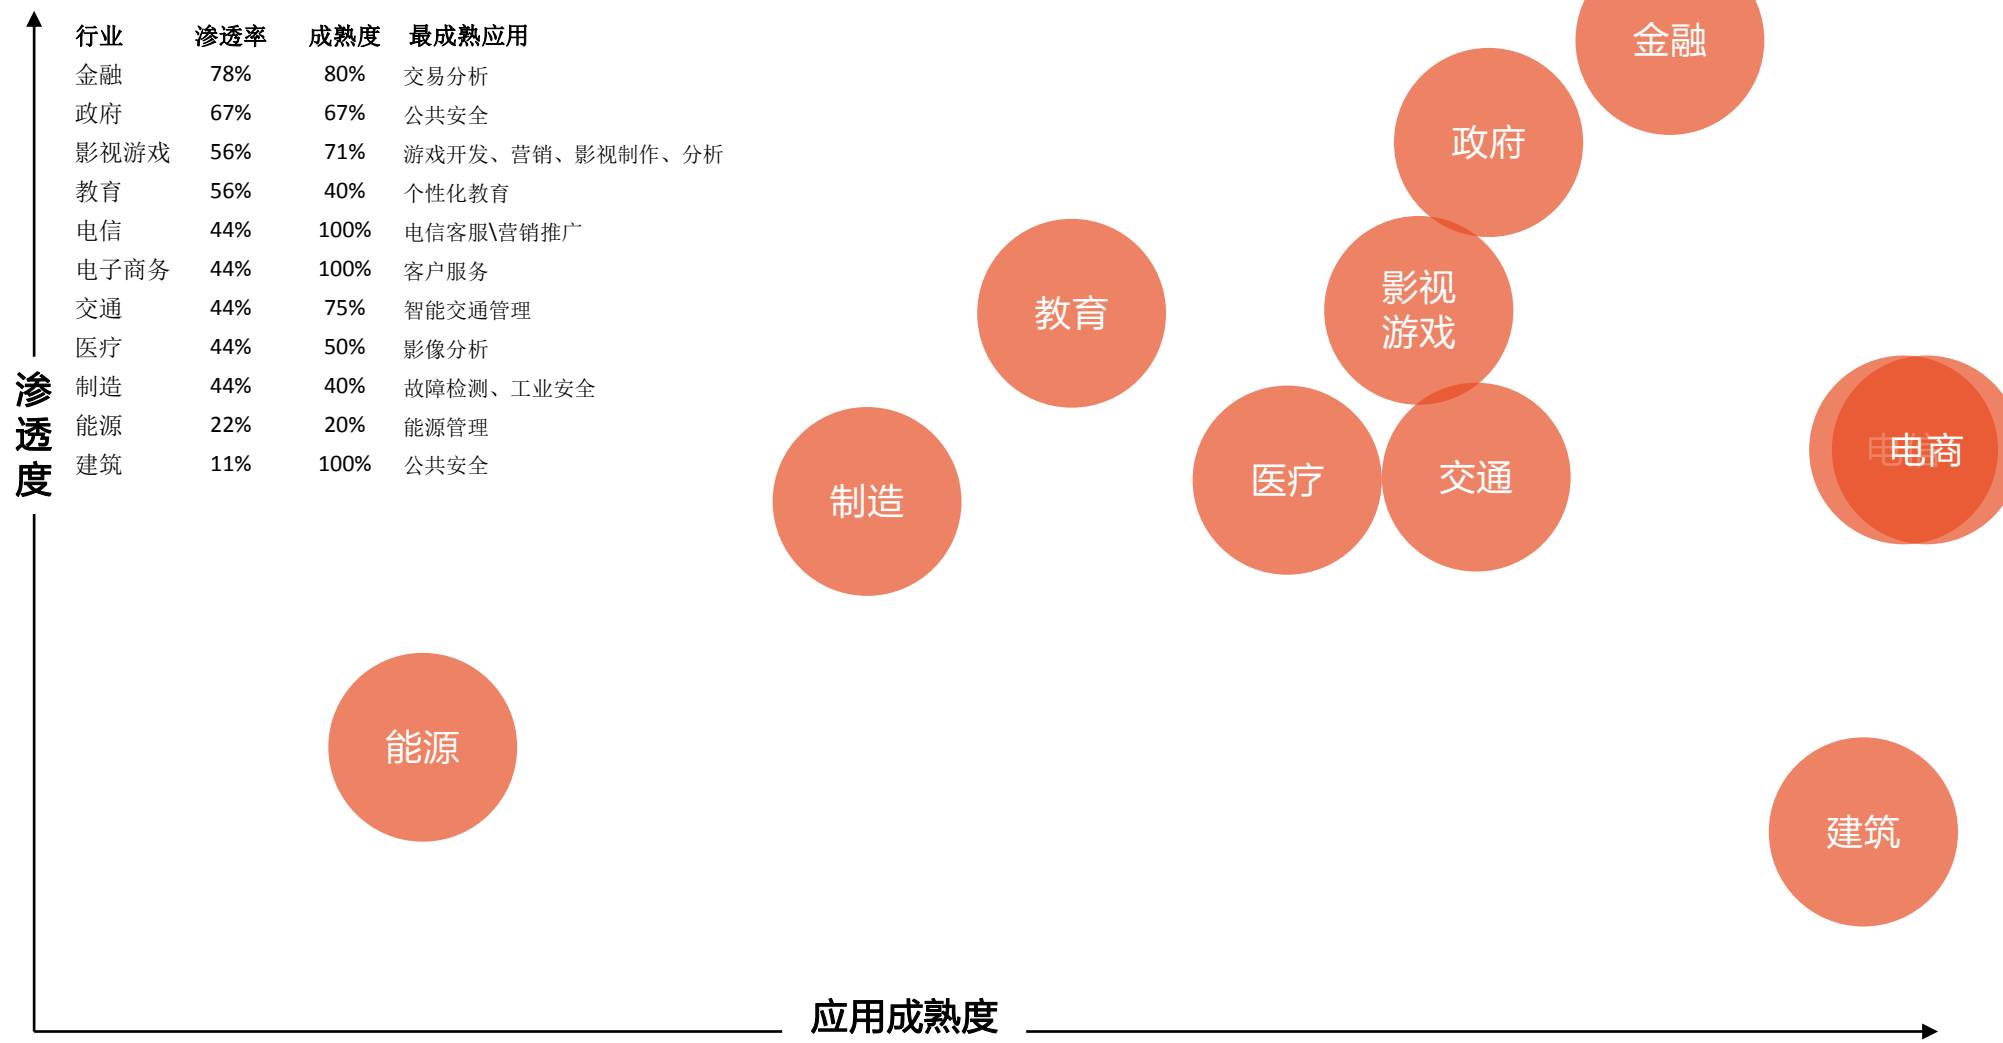 行业 渗透率 成熟度 最成熟应用
金融 78% 80% 交易分析
政府 67% 67% 公共安全
影视游戏 56% 71% 游戏开发、营销、影视制作、分析
教育 56% 40% 个性化教育
电信 44% 100% 电信客服\营销推广
电子商务 44% 100% 客户服务
交通 44% 75% 智能交通管理
医疗 44% 50% 影像分析
制造 44% 40% 故障检测、工业安全
能源 22% 20% 能源管理
建筑 11% 100% 公共安全
渗透度
金融
政府
教育
影视
游戏
制造
医疗
交通
电信
电商
能源
建筑
应用成熟度